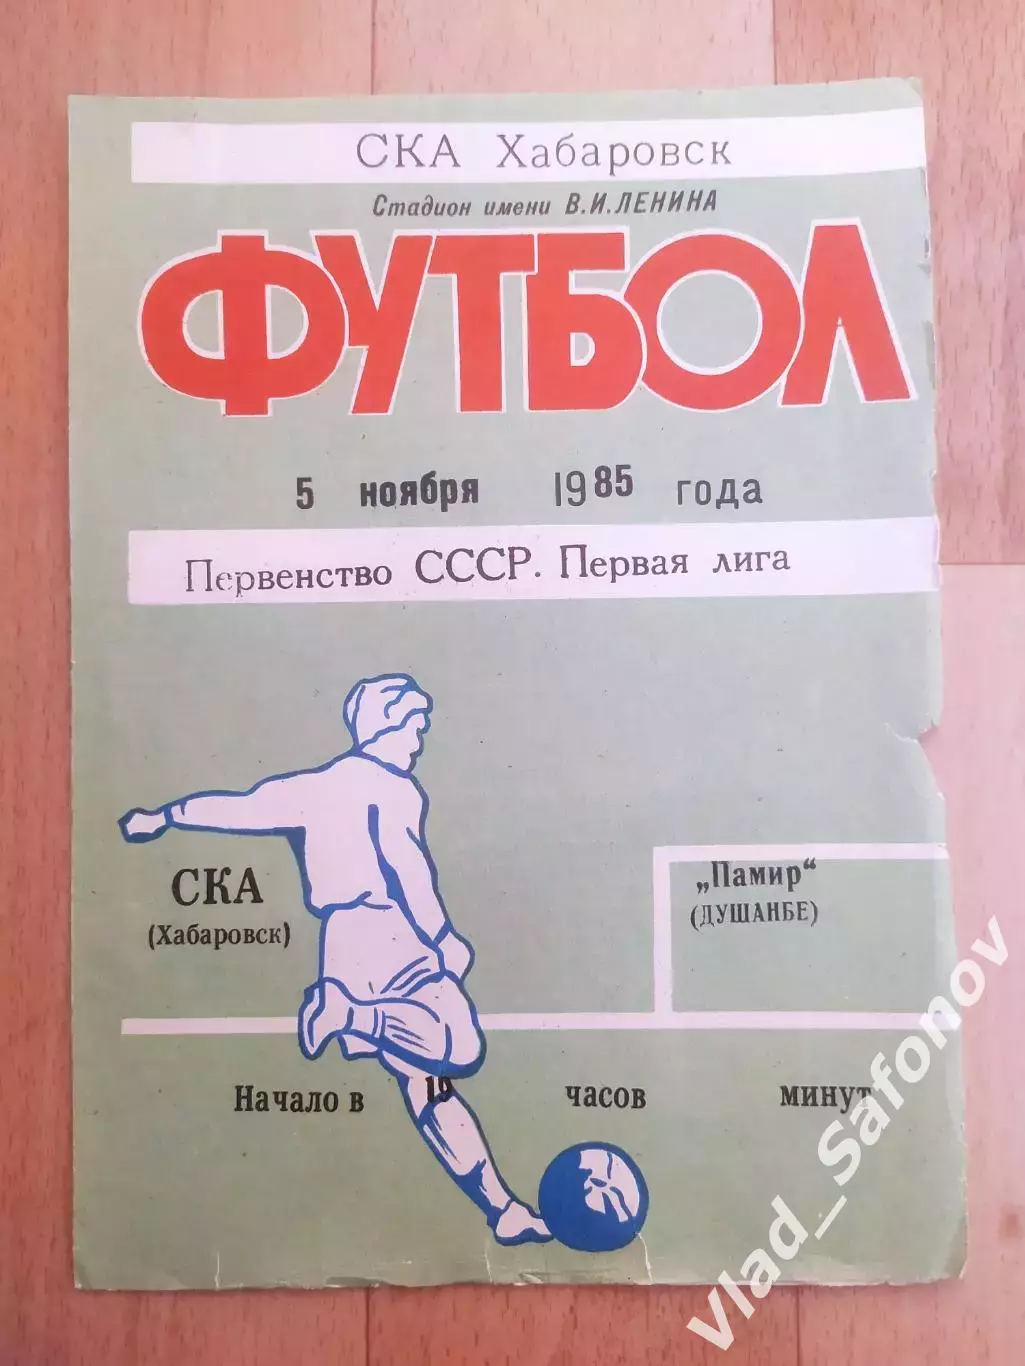 СКА Хабаровск
Стадион имени В.И.ЛЕНИНА
ФУТБОЛ
5 ноября 1985 года
Первенство СССР. Первая лига
СКА
(Хабаровск)
„Памир“
(ДУШАНБЕ)
Начало в 19 часов минут
Vlad_Safonov